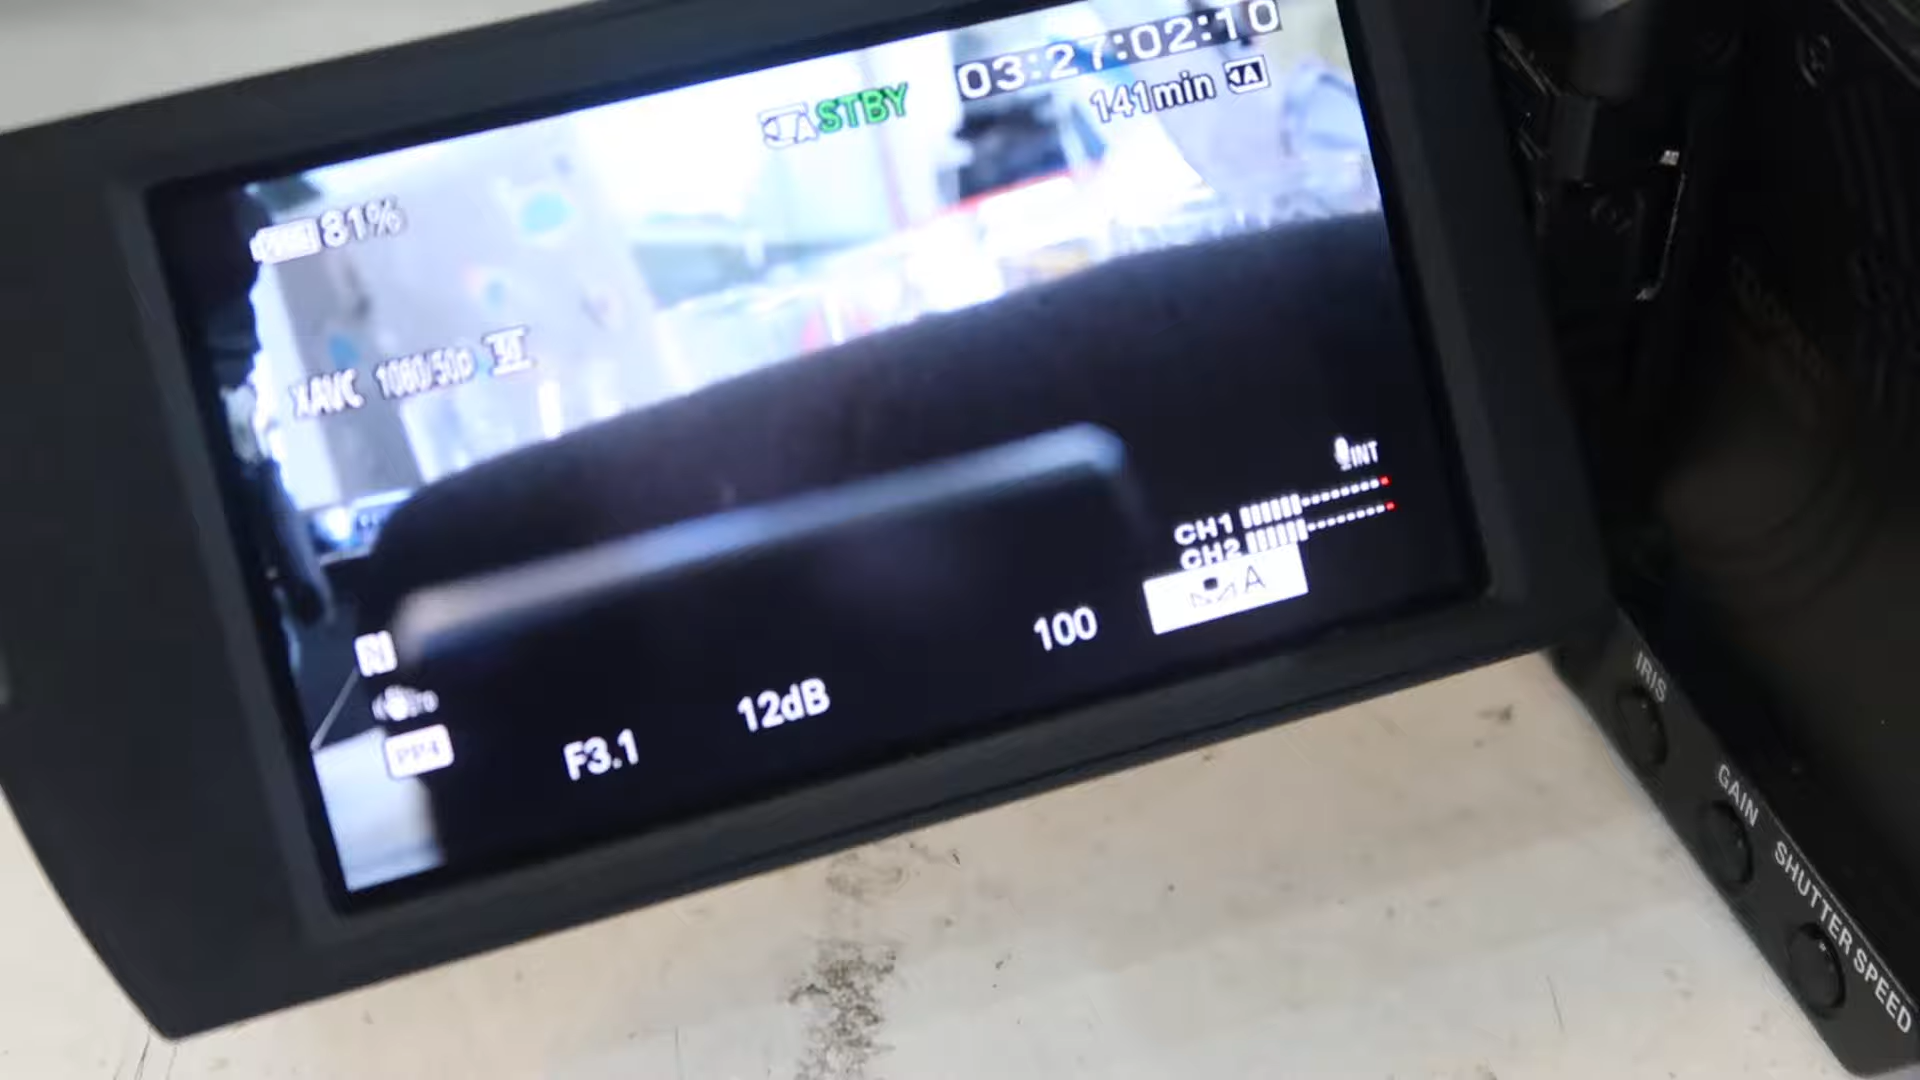 03:27:02:10
STBY
141min A
81%
XAVC 1080/50p
INT
CH1
CH2
A
N
100
12dB
F3.1
IRIS
GAIN
SHUTTER SPEED